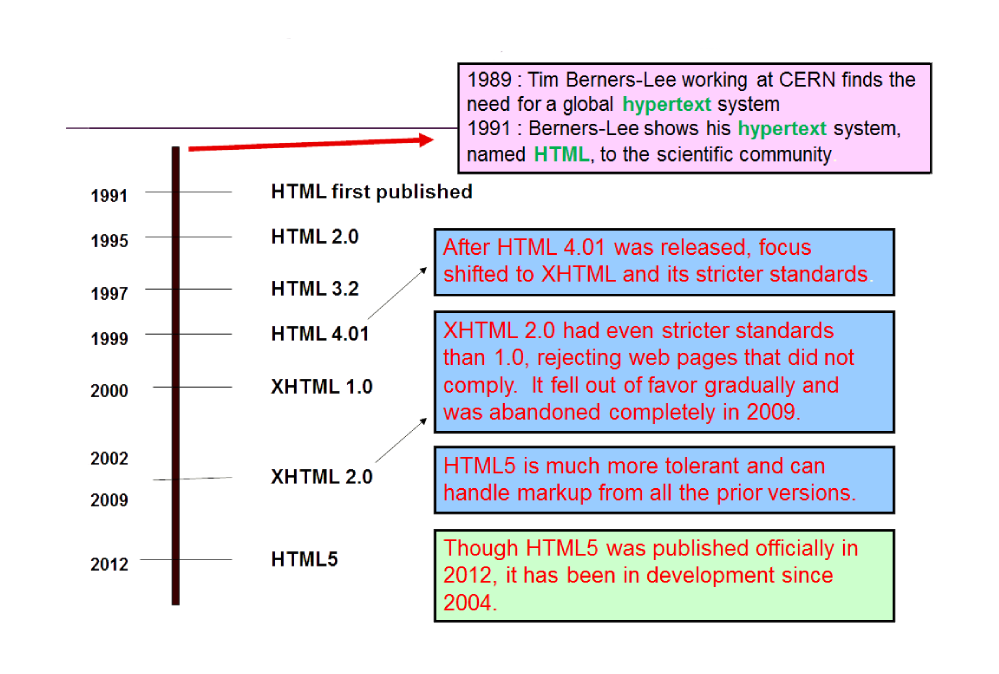 1989 : Tim Berners-Lee working at CERN finds the
need for a global hypertext system
1991 : Berners-Lee shows his hypertext system,
named HTML, to the scientific community
1991
HTML first published
1995
HTML 2.0
After HTML 4.01 was released, focus
shifted to XHTML and its stricter standards.
1997
HTML 3.2
1999
HTML 4.01
XHTML 2.0 had even stricter standards
than 1.0, rejecting web pages that did not
comply.  It fell out of favor gradually and
was abandoned completely in 2009.
2000
XHTML 1.0
2002
2009
XHTML 2.0
HTML5 is much more tolerant and can
handle markup from all the prior versions.
2012
HTML5
Though HTML5 was published officially in
2012, it has been in development since
2004.